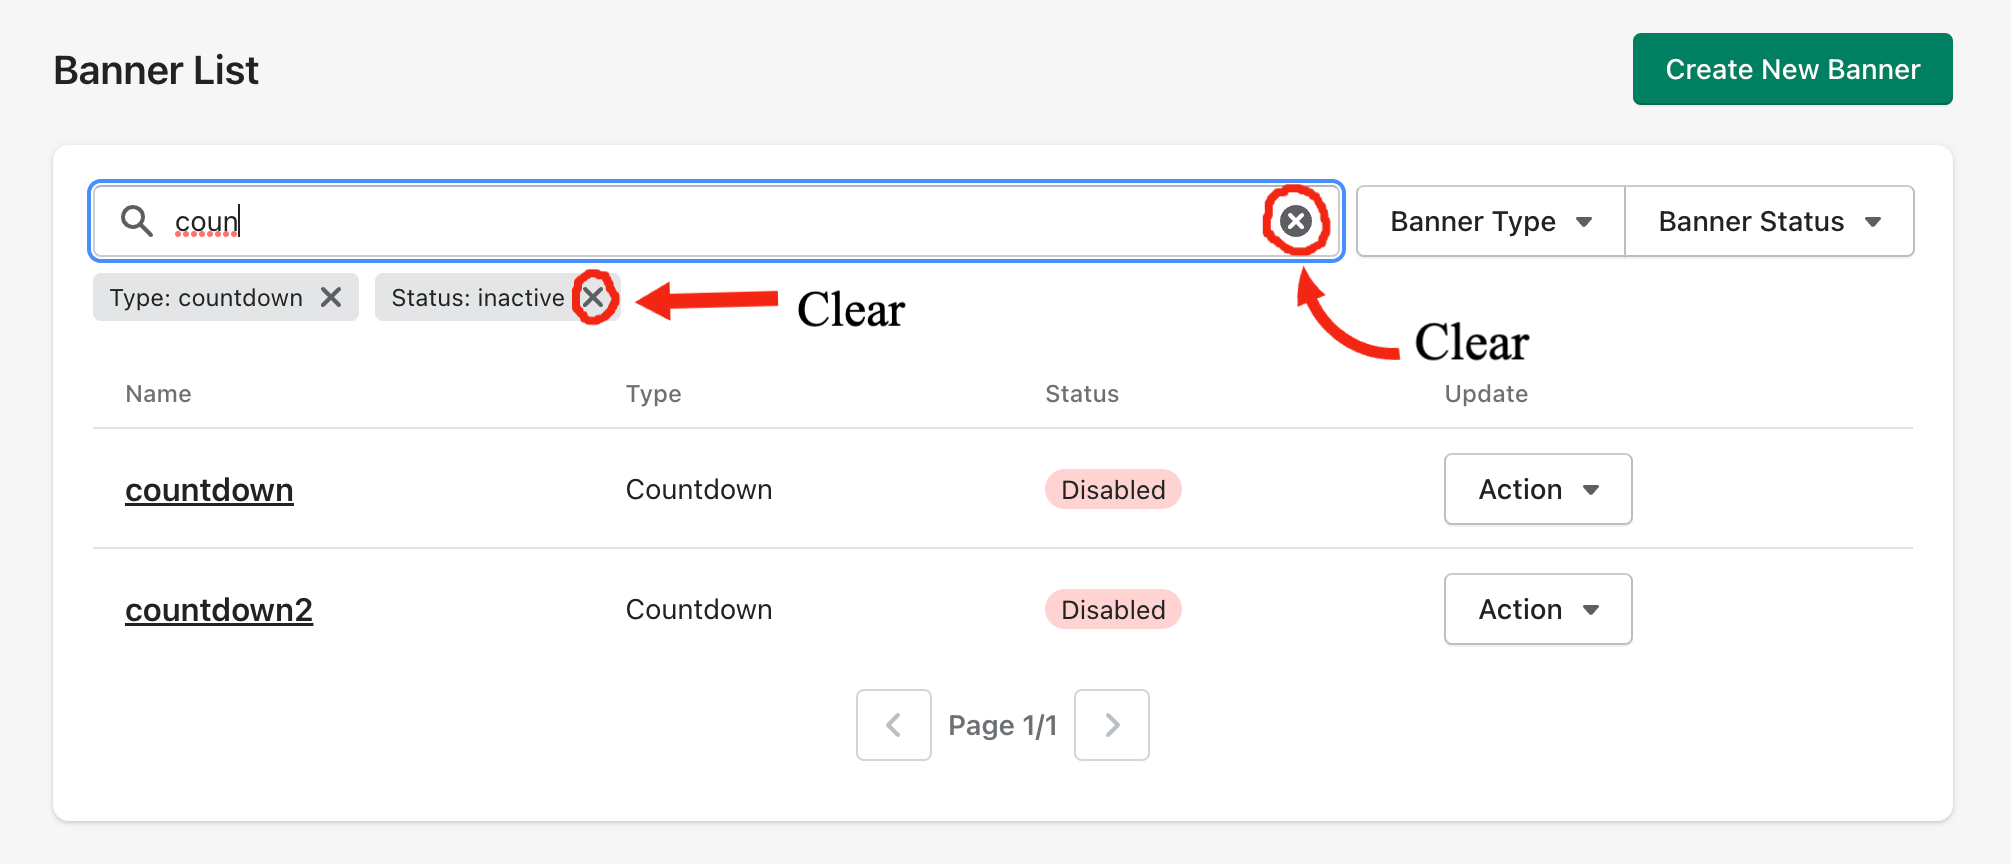 Banner List
Create New Banner
coun
Banner Type
Banner Status
Type: countdown
Status: inactive
Clear
Clear
Name Type Status Update
countdown Countdown Disabled Action
countdown2 Countdown Disabled Action
Page 1/1